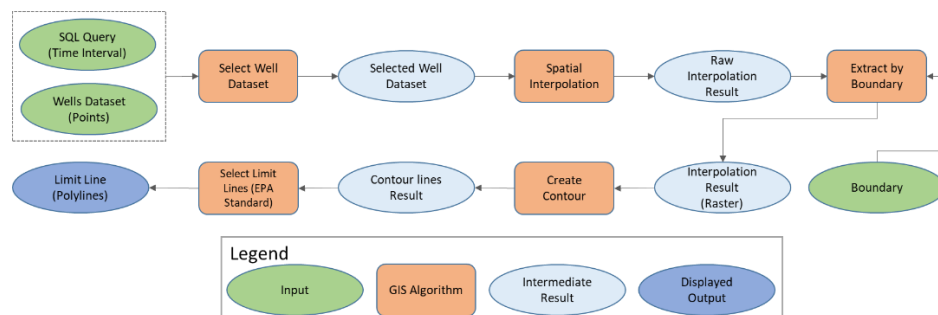 SQL Query
(Time Interval)
Wells Dataset
(Points)
Select Well
Dataset
Selected Well
Dataset
Spatial
Interpolation
Raw
Interpolation
Result
Extract by
Boundary
Limit Line
(Polylines)
Select Limit
Lines (EPA
Standard)
Contour lines
Result
Create
Contour
Interpolation
Result
(Raster)
Boundary
Legend
Input
GIS Algorithm
Intermediate
Result
Displayed
Output